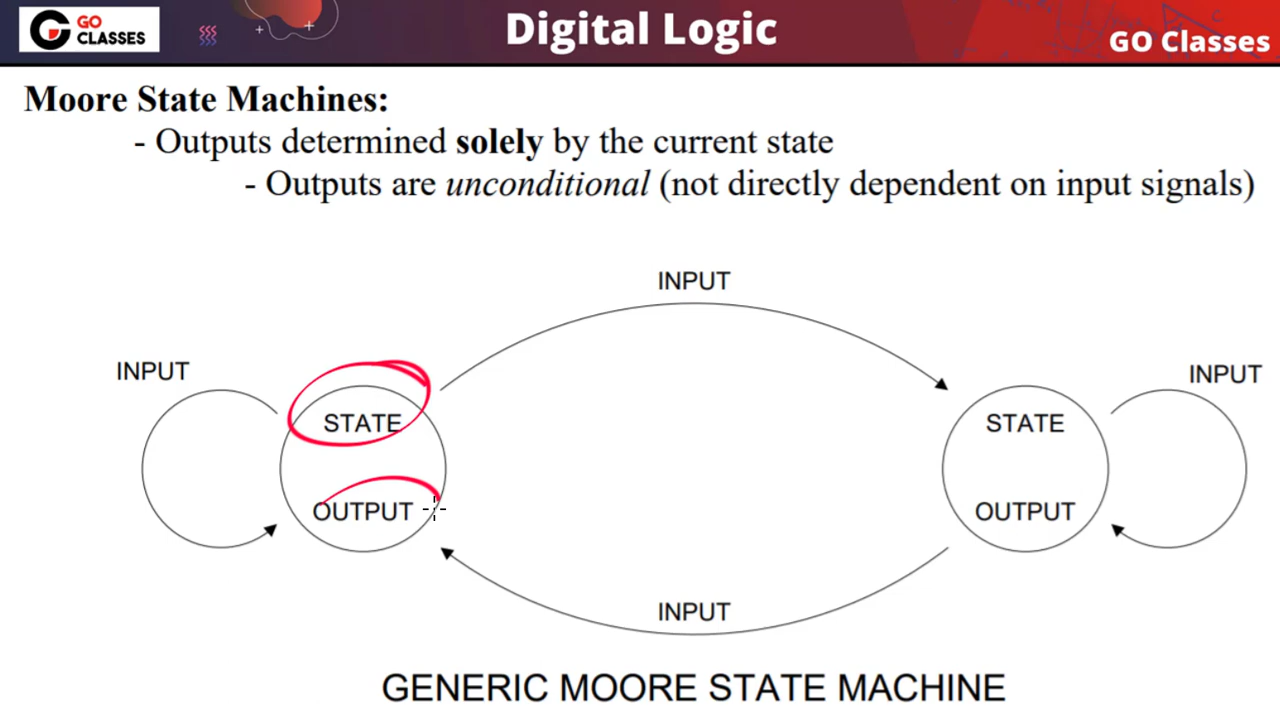 GO
CLASSES
Digital Logic
GO Classes
Moore State Machines:
- Outputs determined solely by the current state
- Outputs are unconditional (not directly dependent on input signals)
INPUT
INPUT
INPUT
STATE
STATE
OUTPUT
OUTPUT
INPUT
GENERIC MOORE STATE MACHINE